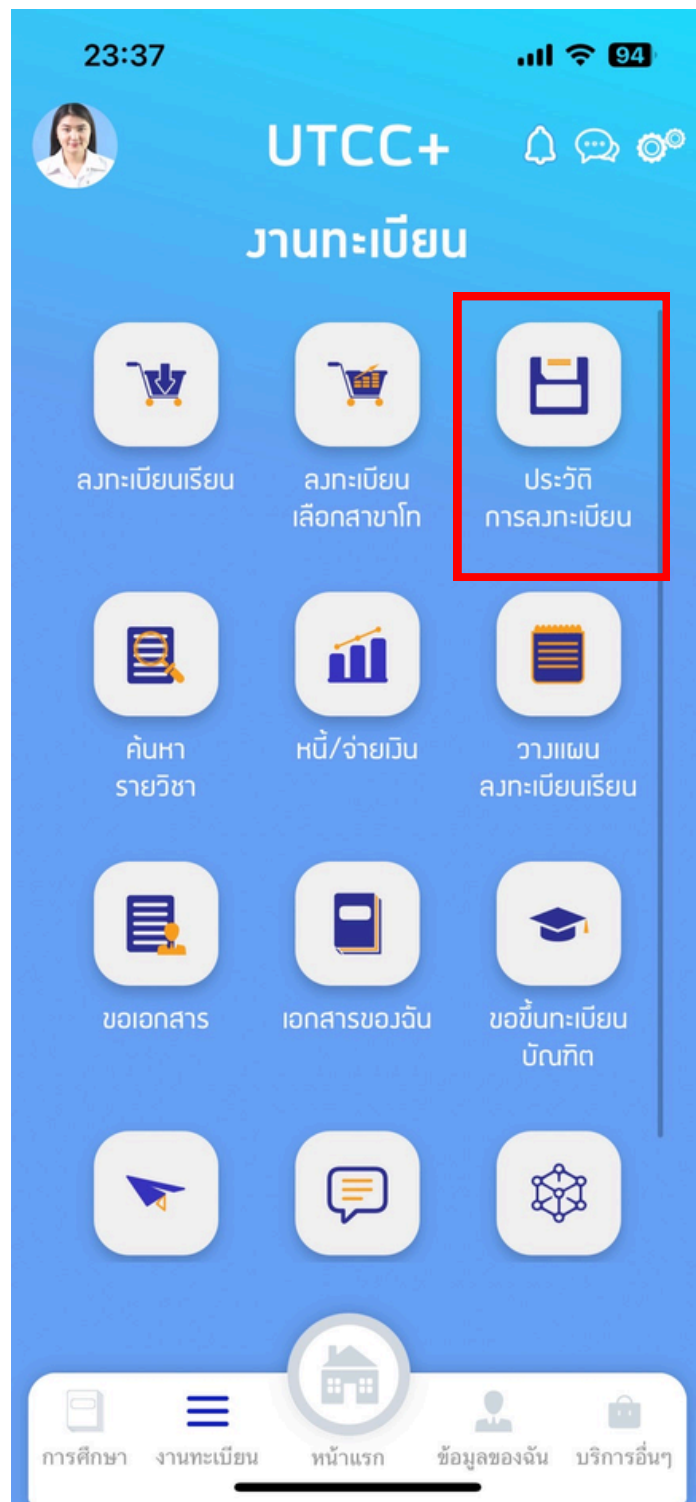 23:37
94
UTCC+
งานทะเบียน
ลงทะเบียนเรียน
ลงทะเบียน
เลือกสาขาโท
ประวัติ
การลงทะเบียน
ค้นหา
รายวิชา
หนี้/จ่ายเงิน
วางแผน
ลงทะเบียนเรียน
ขอเอกสาร
เอกสารของฉัน
ขอขึ้นทะเบียน
บัณฑิต
การศึกษา
งานทะเบียน
หน้าแรก
ข้อมูลของฉัน
บริการอื่นๆ